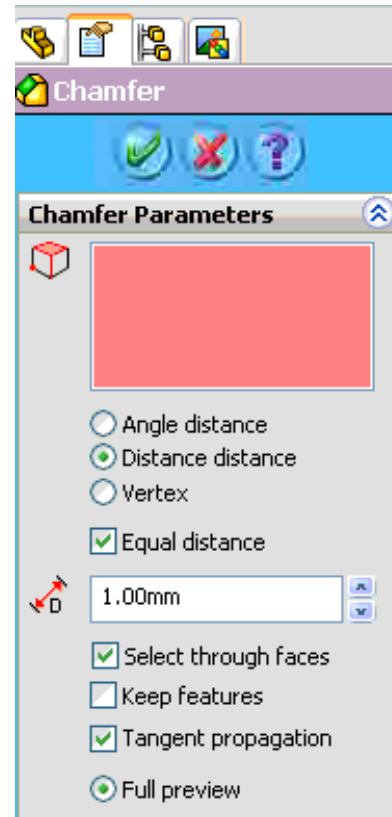 Chamfer
?
Chamfer Parameters
Angle distance
Distance distance
Vertex
Equal distance
D
1.00mm
Select through faces
Keep features
Tangent propagation
Full preview